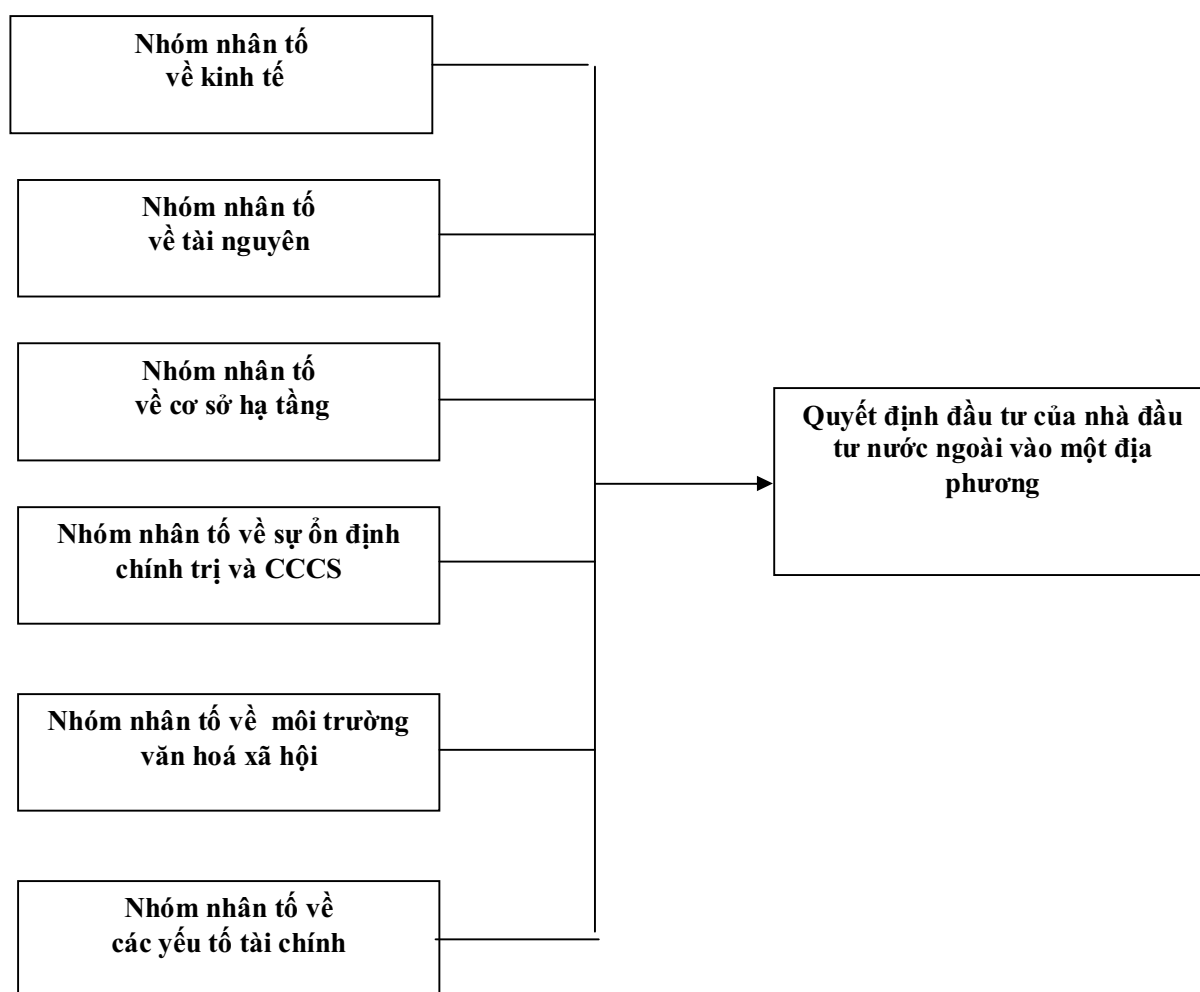 Nhóm nhân tố
về kinh tế
Nhóm nhân tố
về tài nguyên
Nhóm nhân tố
về cơ sở hạ tầng
Nhóm nhân tố về sự ổn định
chính trị và CCCS
Nhóm nhân tố về môi trường
văn hoá xã hội
Nhóm nhân tố về
các yếu tố tài chính
Quyết định đầu tư của nhà đầu
tư nước ngoài vào một địa
phương